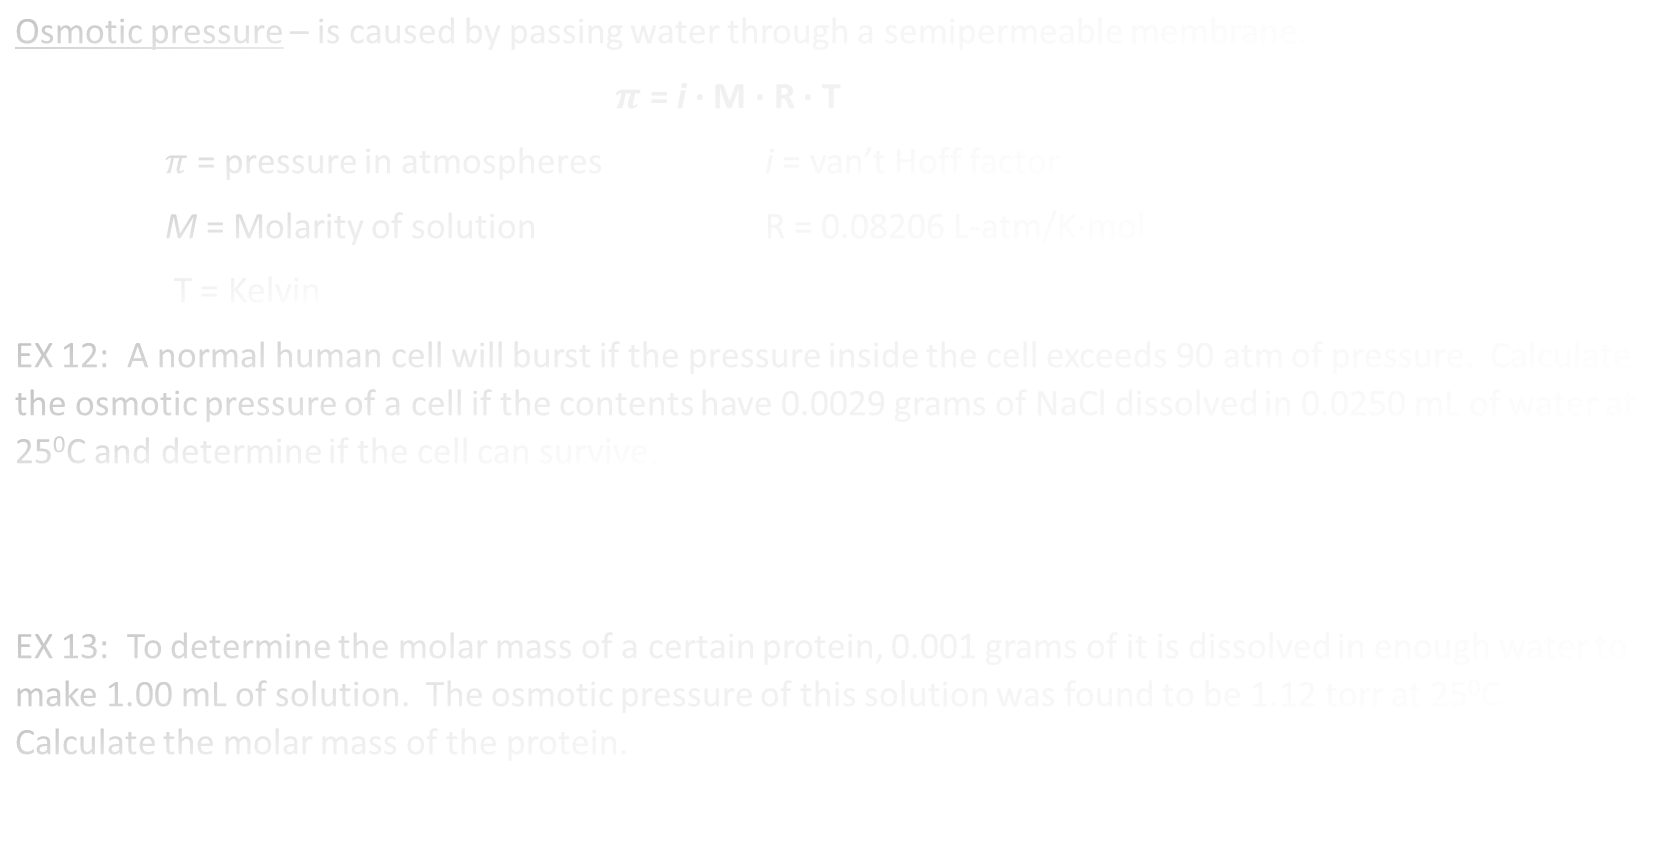 Osmotic pressure – is caused by passing water through a semipermeable membrane
π = i · M · R · T
π = pressure in atmospheres i = van't Hoff factor
M = Molarity of solution R = 0.08206 L-atm/K-mol
T = Kelvin
EX 12: A normal human cell will burst if the pressure inside the cell exceeds 90 atm of pressure. Calculate
the osmotic pressure of a cell if the contents have 0.0029 grams of NaCl dissolved in 0.0250 mL of water at
25⁰C and determine if the cell can survive.
EX 13: To determine the molar mass of a certain protein, 0.001 grams of it is dissolved in enough water to
make 1.00 mL of solution. The osmotic pressure of this solution was found to be 1.12 torr at 25⁰C
Calculate the molar mass of the protein.